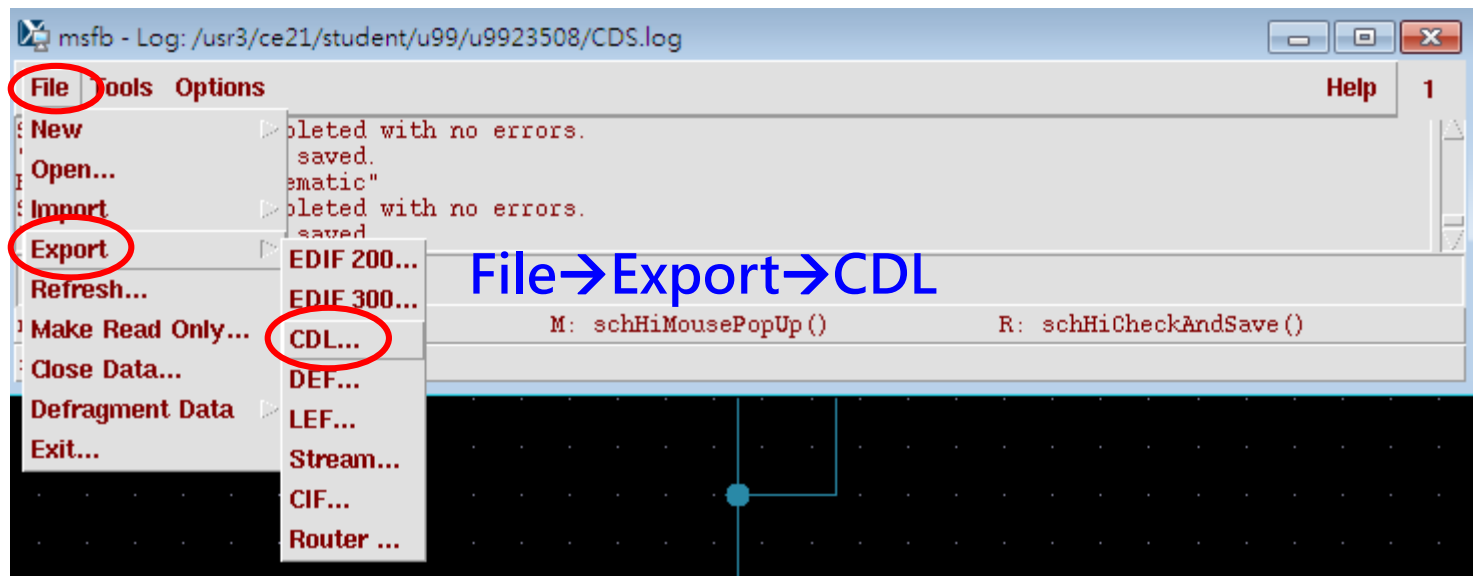 msfb - Log: /usr3/ce21/student/u99/u9923508/CDS.log
File Tools Options Help 1
New
Open...
Import
Export
Refresh...
Make Read Only...
Close Data...
Defragment Data
Exit...
pleted with no errors.
saved.
ematic"
pleted with no errors.
saved
EDIF 200...
EDIF 300...
CDL...
DEF...
LEF...
Stream...
CIF...
Router ...
File→Export→CDL
M: schHiMousePopUp() R: schHiCheckAndSave()